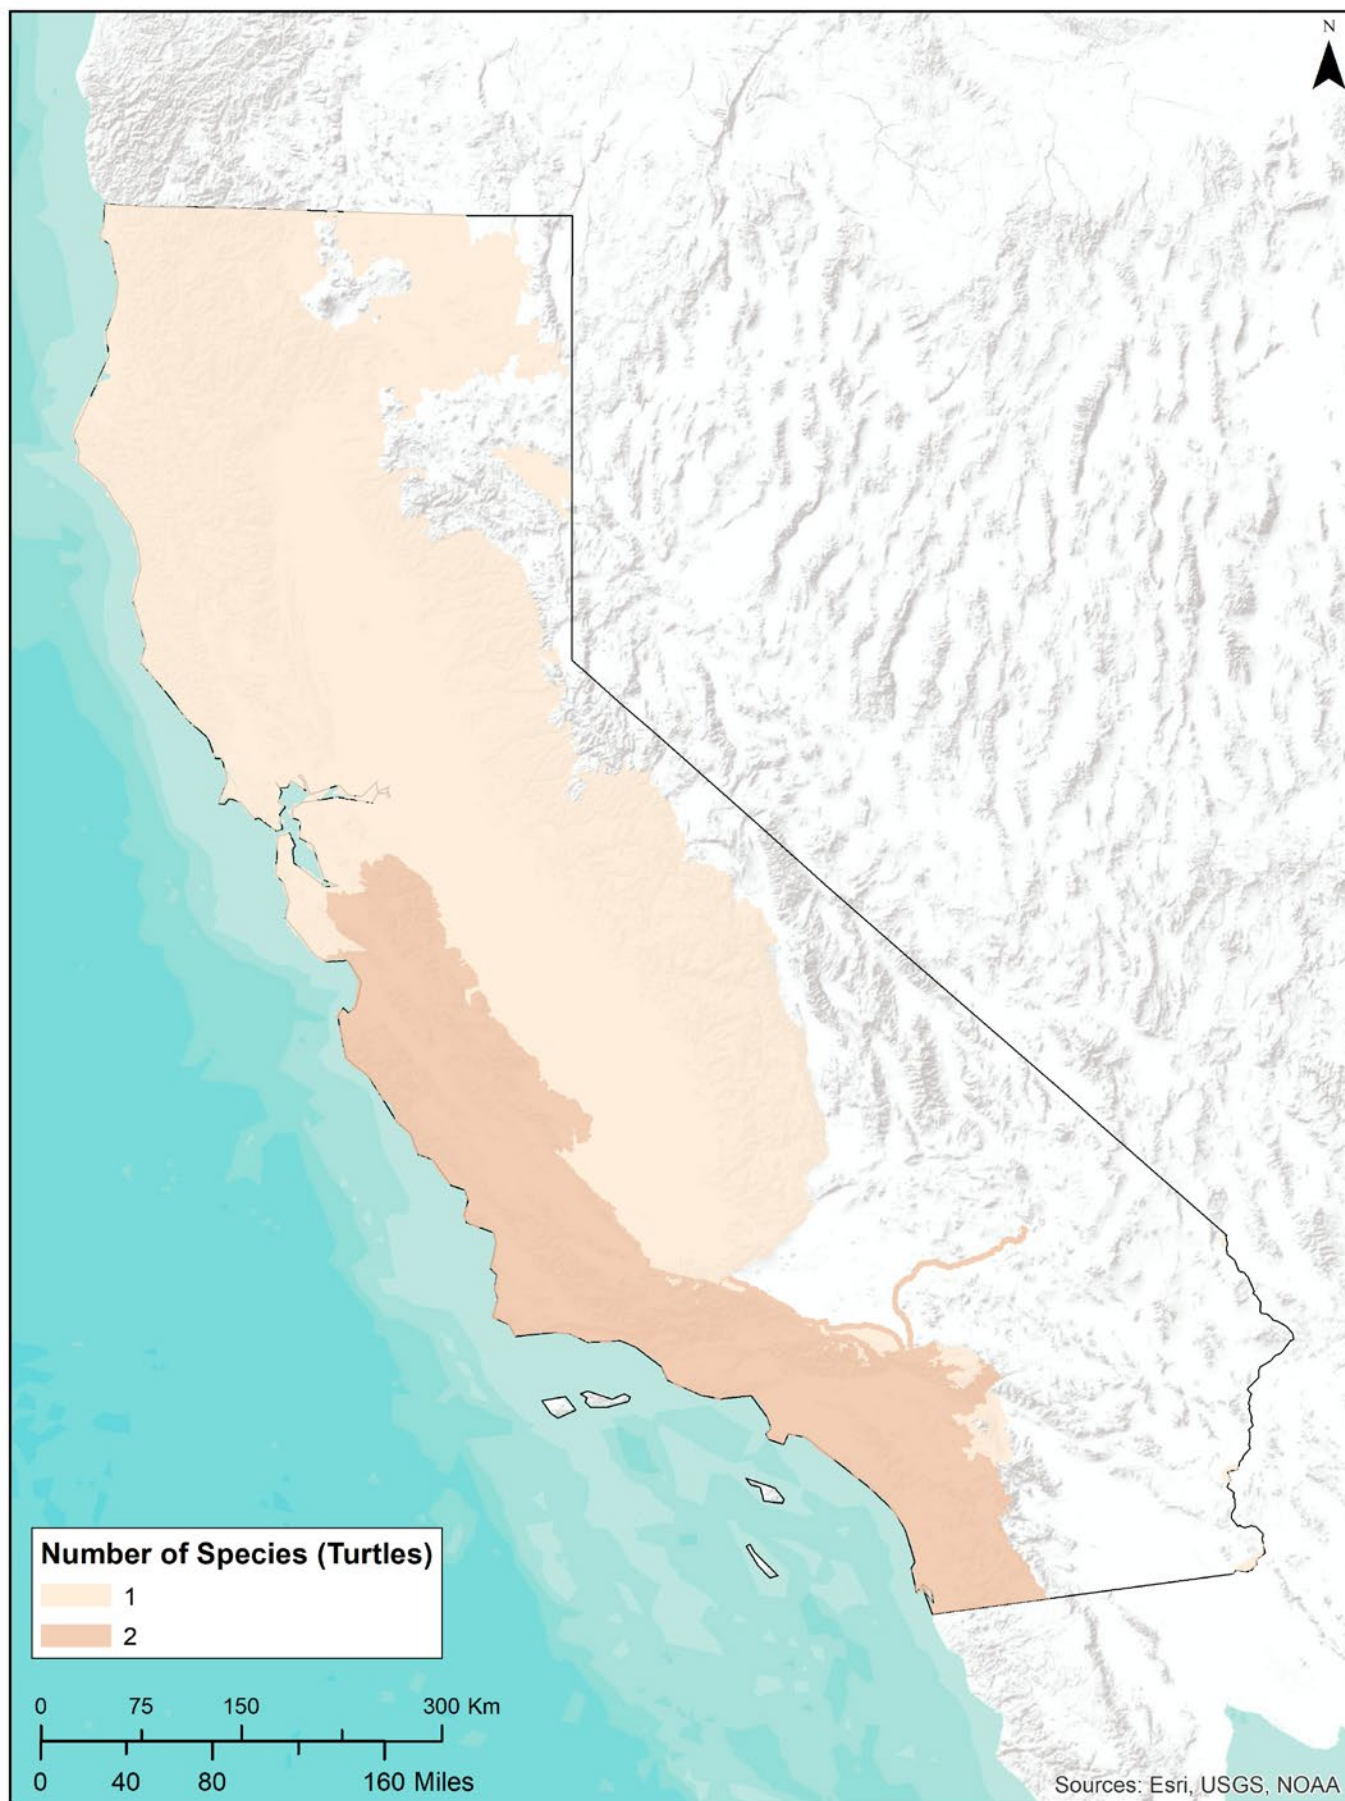 N
Number of Species (Turtles)
1
2
0 75 150 300 Km
0 40 80 160 Miles
Sources: Esri, USGS, NOAA